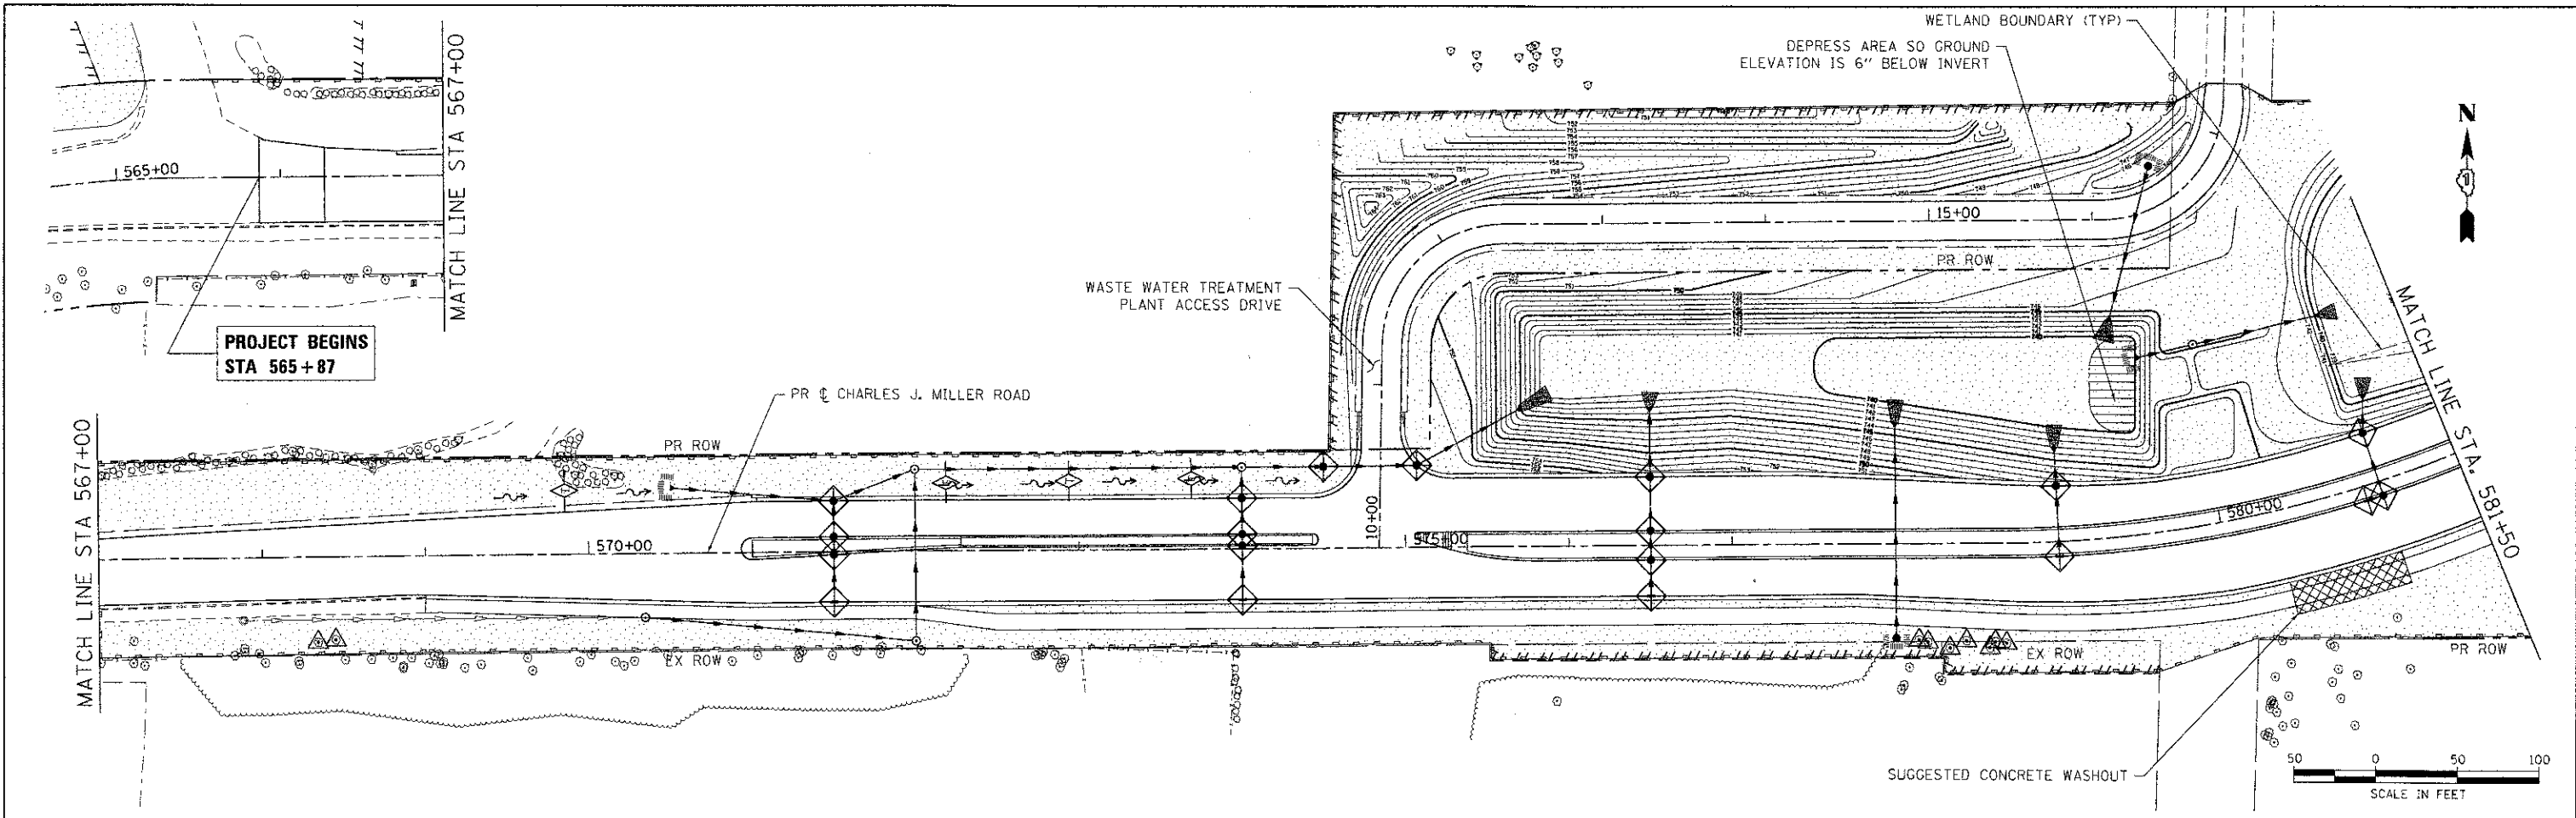 WETLAND BOUNDARY (TYP)
DEPRESS AREA SO GROUND
ELEVATION IS 6" BELOW INVERT
N
565+00
MATCH LINE STA 567+00
PROJECT BEGINS
STA 565+87
15+00
PR ROW
WASTE WATER TREATMENT
PLANT ACCESS DRIVE
PR ℄ CHARLES J. MILLER ROAD
MATCH LINE STA 567+00
PR ROW
570+00
10+00
575+00
580+00
MATCH LINE STA. 581+50
EX ROW
EX ROW
PR ROW
SUGGESTED CONCRETE WASHOUT
50 0 50 100
SCALE IN FEET